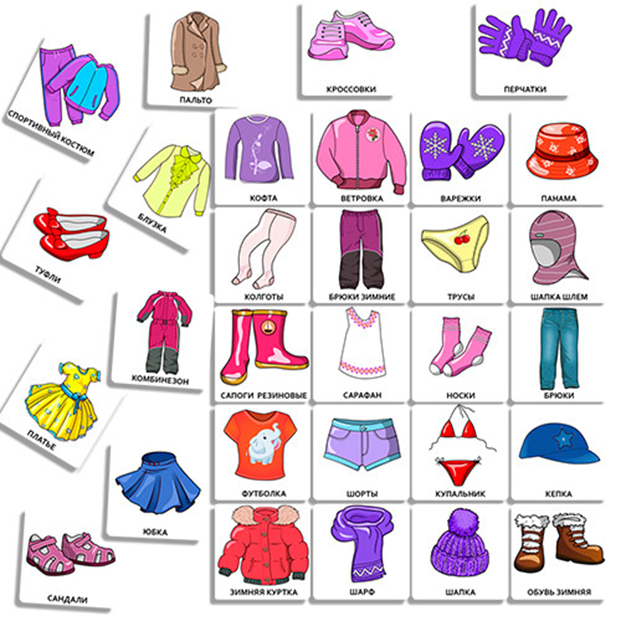 СПОРТИВНЫЙ КОСТЮМ
ПАЛЬТО
КРОССОВКИ
ПЕРЧАТКИ
БЛУЗКА
КОФТА
ВЕТРОВКА
ВАРЕЖКИ
ПАНАМА
ТУФЛИ
КОЛГОТЫ
БРЮКИ ЗИМНИЕ
ТРУСЫ
ШАПКА ШЛЕМ
КОМБИНЕЗОН
САПОГИ РЕЗИНОВЫЕ
САРАФАН
НОСКИ
БРЮКИ
ПЛАТЬЕ
ФУТБОЛКА
ШОРТЫ
КУПАЛЬНИК
КЕПКА
ЮБКА
САНДАЛИ
ЗИМНЯЯ КУРТКА
ШАРФ
ШАПКА
ОБУВЬ ЗИМНЯЯ